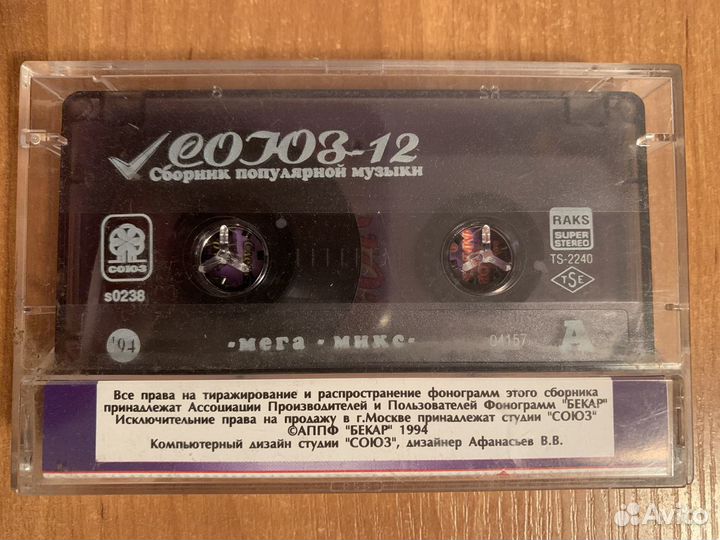 СОЮЗ-12
Сборник популярной музыки
союз
s0238
'94
RAKS
SUPER
STEREO
TS-2240
TSE
-мега - микс-
04157
A
Все права на тиражирование и распространение фонограмм этого сборника
принадлежат Ассоциации Производителей и Пользователей Фонограмм "БЕКАР"
Исключительние права на продажу в г.Москве принадлежат студии "СОЮЗ"
©АППФ "БЕКАР" 1994
Компьютерный дизайн студии "СОЮЗ", дизайнер Афанасьев В.В.
Avito